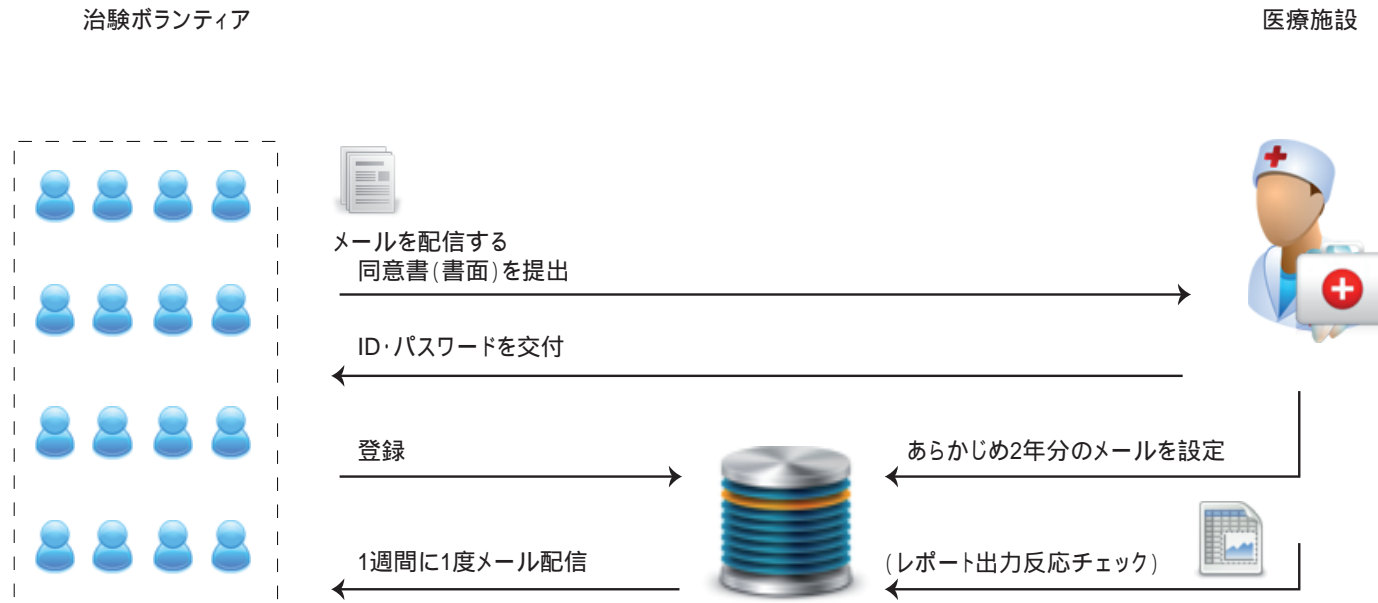 治験ボランティア
医療施設
メールを配信する
同意書(書面)を提出
ID・パスワードを交付
登録
あらかじめ2年分のメールを設定
1週間に1度メール配信
(レポート出力反応チェック)